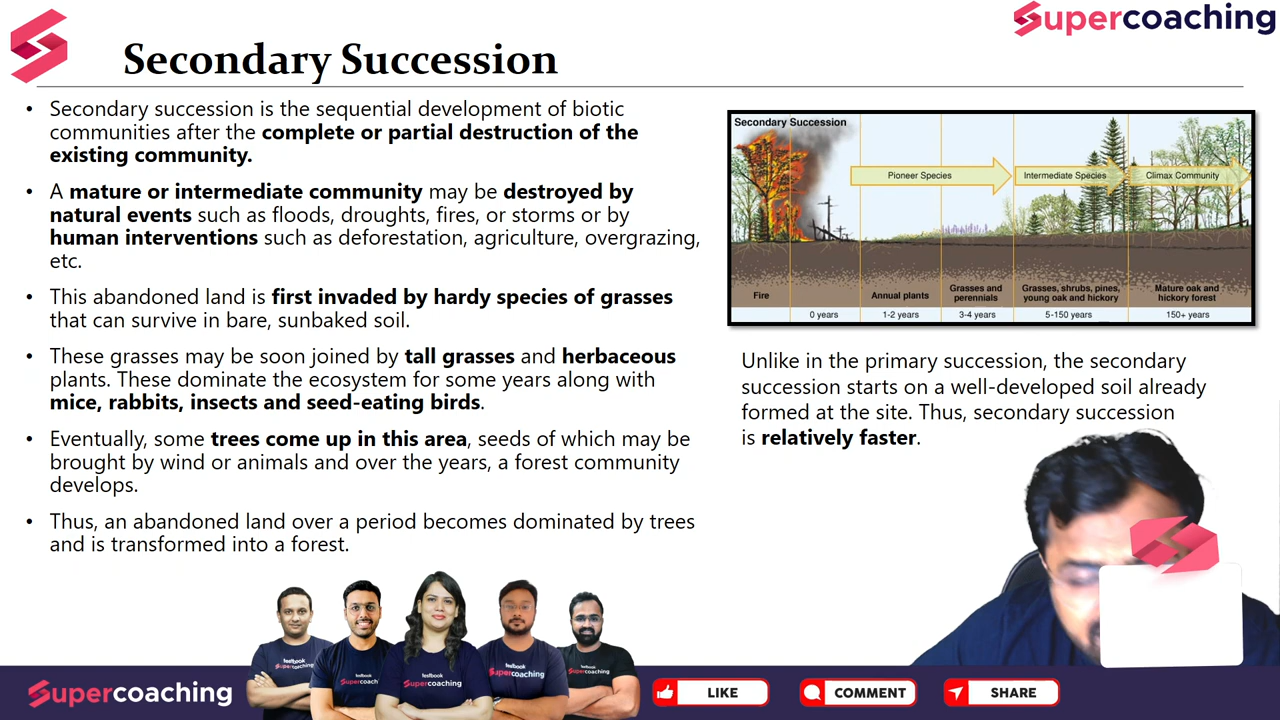 Supercoaching
Secondary Succession
• Secondary succession is the sequential development of biotic
communities after the complete or partial destruction of the
existing community.
• A mature or intermediate community may be destroyed by
natural events such as floods, droughts, fires, or storms or by
human interventions such as deforestation, agriculture, overgrazing,
etc.
• This abandoned land is first invaded by hardy species of grasses
that can survive in bare, sunbaked soil.
• These grasses may be soon joined by tall grasses and herbaceous
plants. These dominate the ecosystem for some years along with
mice, rabbits, insects and seed-eating birds.
• Eventually, some trees come up in this area, seeds of which may be
brought by wind or animals and over the years, a forest community
develops.
• Thus, an abandoned land over a period becomes dominated by trees
and is transformed into a forest.
Secondary Succession
Pioneer Species
Intermediate Species
Climax Community
Fire
Annual plants
Grasses and
perennials
Grasses, shrubs, pines,
young oak and hickory
Mature oak and
hickory forest
0 years
1-2 years
3-4 years
5-150 years
150+ years
Unlike in the primary succession, the secondary
succession starts on a well-developed soil already
formed at the site. Thus, secondary succession
is relatively faster.
testbook
Supercoaching
testbook
Supercoach
testbook
Supercoaching
testbook
Supercoaching
testbook
Supercoaching
Supercoaching
LIKE
COMMENT
SHARE